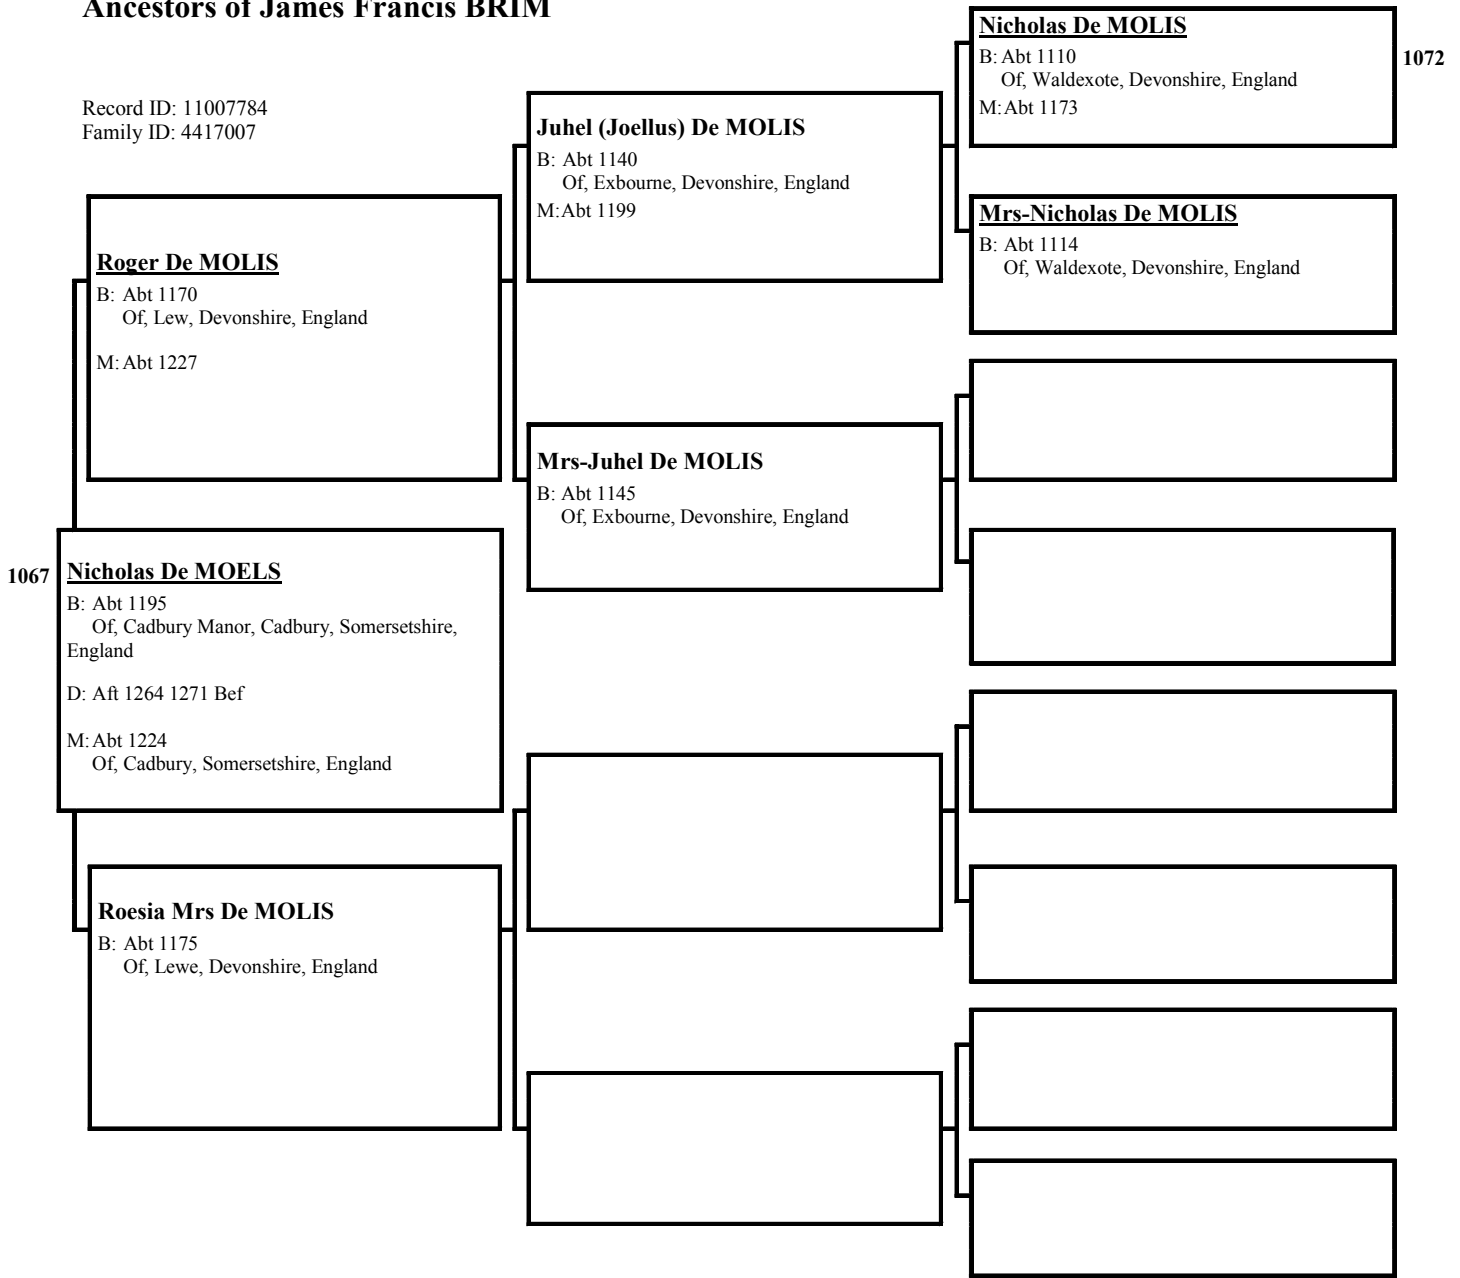 Ancestors of James Francis BRIM
Record ID: 11007784
Family ID: 4417007
Nicholas De MOLIS
B: Abt 1110
Of, Waldexote, Devonshire, England
M: Abt 1173
1072
Juhel (Joellus) De MOLIS
B: Abt 1140
Of, Exbourne, Devonshire, England
M: Abt 1199
Mrs-Nicholas De MOLIS
B: Abt 1114
Of, Waldexote, Devonshire, England
Roger De MOLIS
B: Abt 1170
Of, Lew, Devonshire, England
M: Abt 1227
Mrs-Juhel De MOLIS
B: Abt 1145
Of, Exbourne, Devonshire, England
1067
Nicholas De MOELS
B: Abt 1195
Of, Cadbury Manor, Cadbury, Somersetshire,
England
D: Aft 1264 1271 Bef
M: Abt 1224
Of, Cadbury, Somersetshire, England
Roesia Mrs De MOLIS
B: Abt 1175
Of, Lewe, Devonshire, England